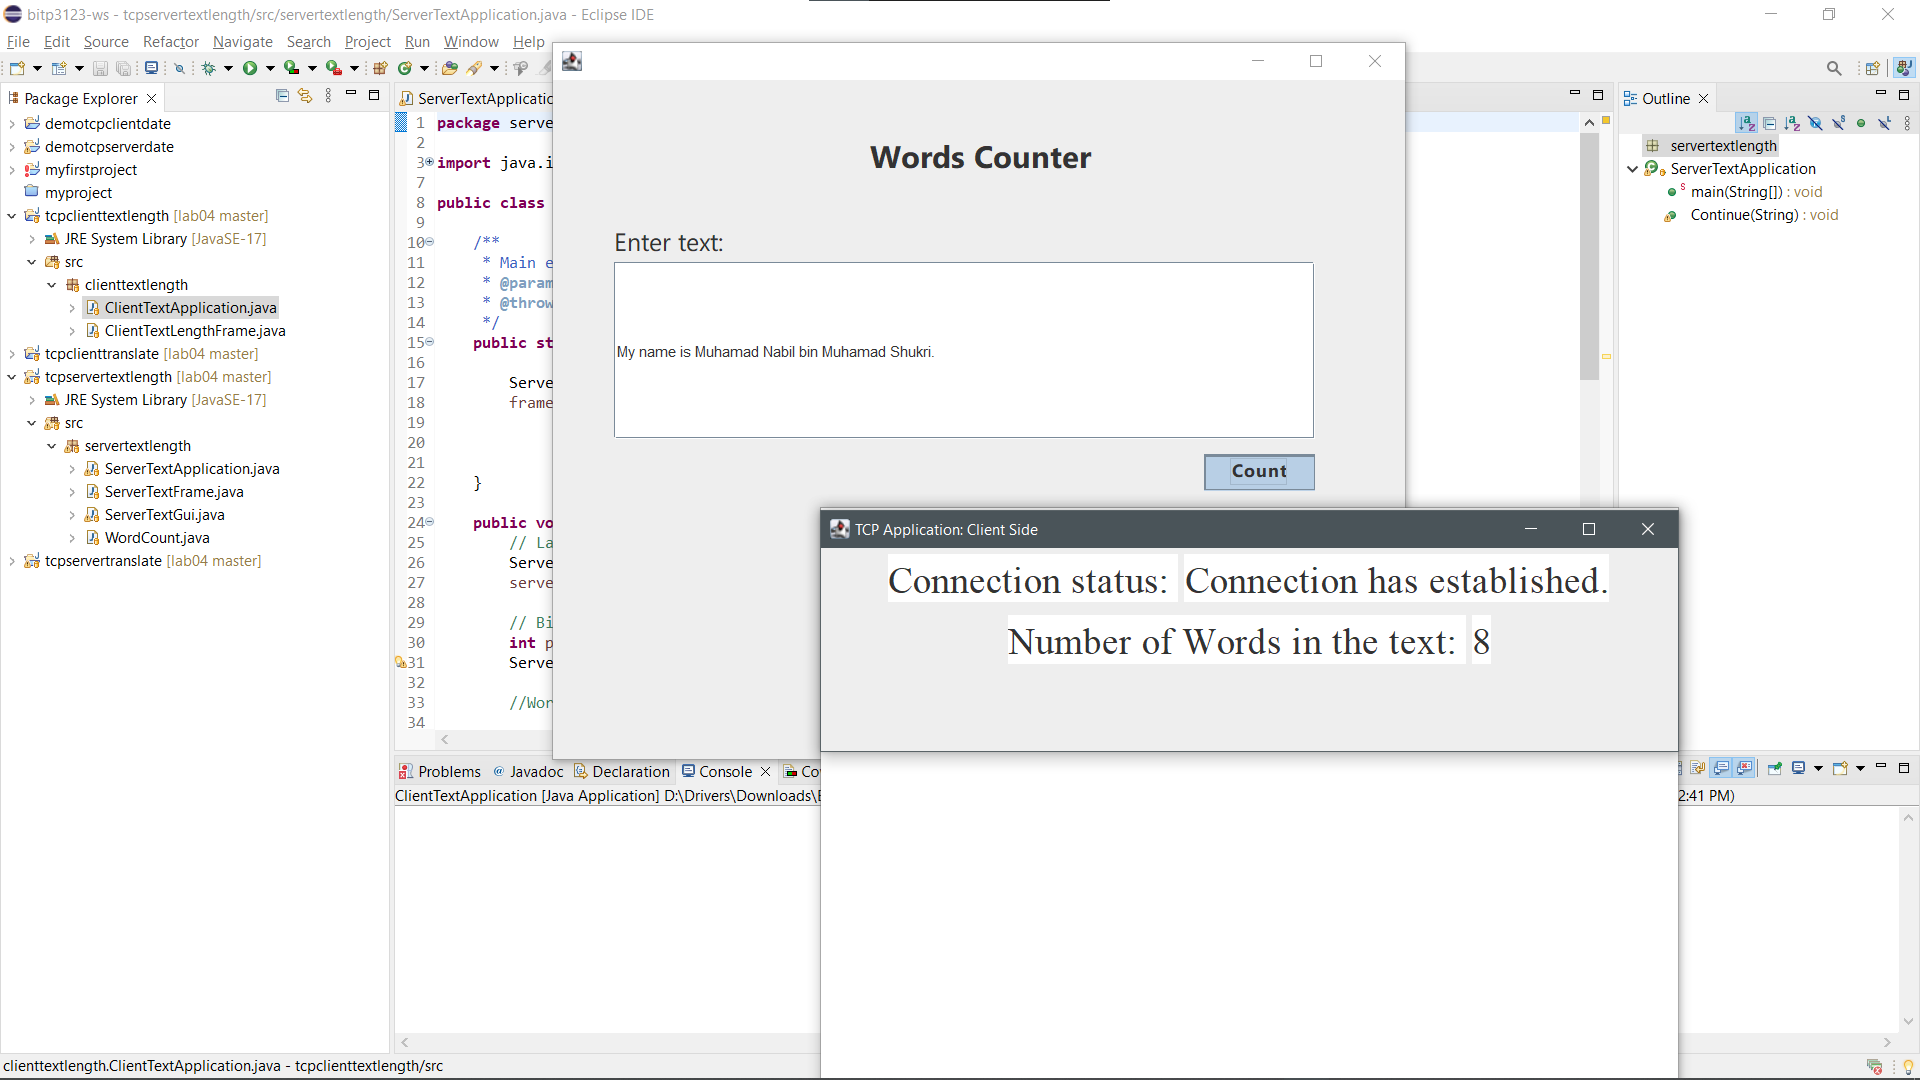 bitp3123-ws - tcpservertextlength/src/servertextlength/ServerTextApplication.java - Eclipse IDE
File Edit Source Refactor Navigate Search Project Run Window Help
Package Explorer
demotcpclientdate
demotcpserverdate
myfirstproject
myproject
tcpclienttextlength [lab04 master]
JRE System Library [JavaSE-17]
src
clienttextlength
ClientTextApplication.java
ClientTextLengthFrame.java
tcpclienttranslate [lab04 master]
tcpservertextlength [lab04 master]
JRE System Library [JavaSE-17]
src
servertextlength
ServerTextApplication.java
ServerTextFrame.java
ServerTextGui.java
WordCount.java
tcpservertranslate [lab04 master]
ServerTextApplicatio
1 package serve
2
3 import java.i
7
8 public class
9
10 /**
11 * Main e
12 * @param
13 * @throw
14 */
15 public st
16
17 Serve
18 frame
19
20
21
22 }
23
24 public vo
25 // La
26 Serve
27 serve
28
29 // Bi
30 int p
31 Serve
32
33 //Wor
34
Words Counter
Enter text:
My name is Muhamad Nabil bin Muhamad Shukri.
Count
TCP Application: Client Side
Connection status: Connection has established.
Number of Words in the text: 8
Outline
servertextlength
ServerTextApplication
main(String[]) : void
Continue(String) : void
Problems @ Javadoc Declaration Console Co
ClientTextApplication [Java Application] D:\Drivers\Downloads\E
2:41 PM)
clienttextlength.ClientTextApplication.java - tcpclienttextlength/src